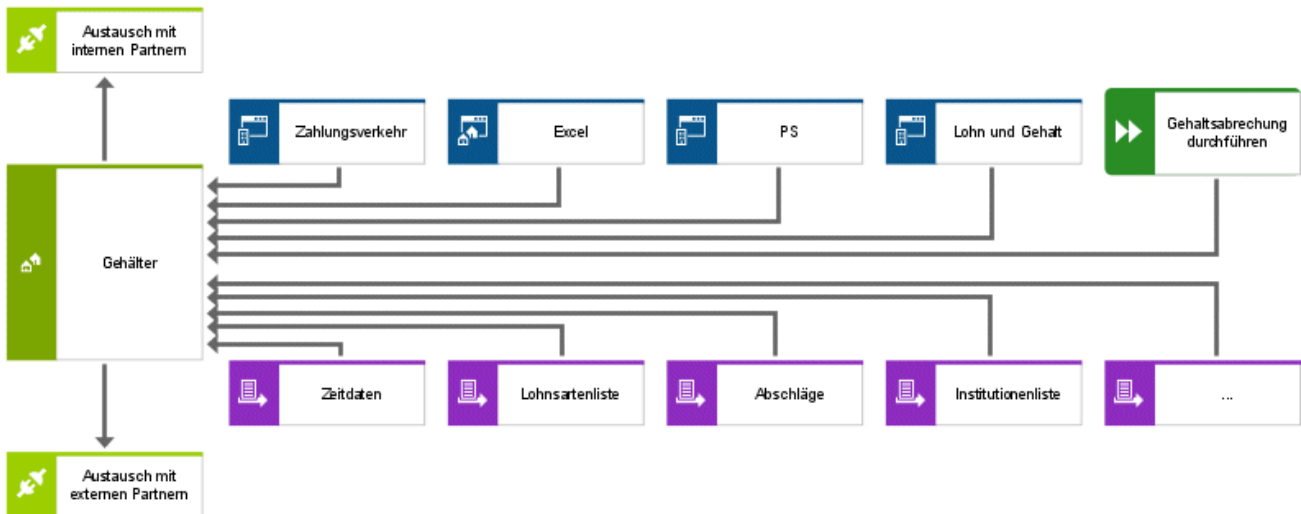 Austausch mit
internen Partnern
Zahlungsverkehr
Excel
PS
Lohn und Gehalt
Gehaltsabrechung
durchführen
Gehälter
Zeitdaten
Lohnsartenliste
Abschläge
Institutionenliste
...
Austausch mit
externen Partnern